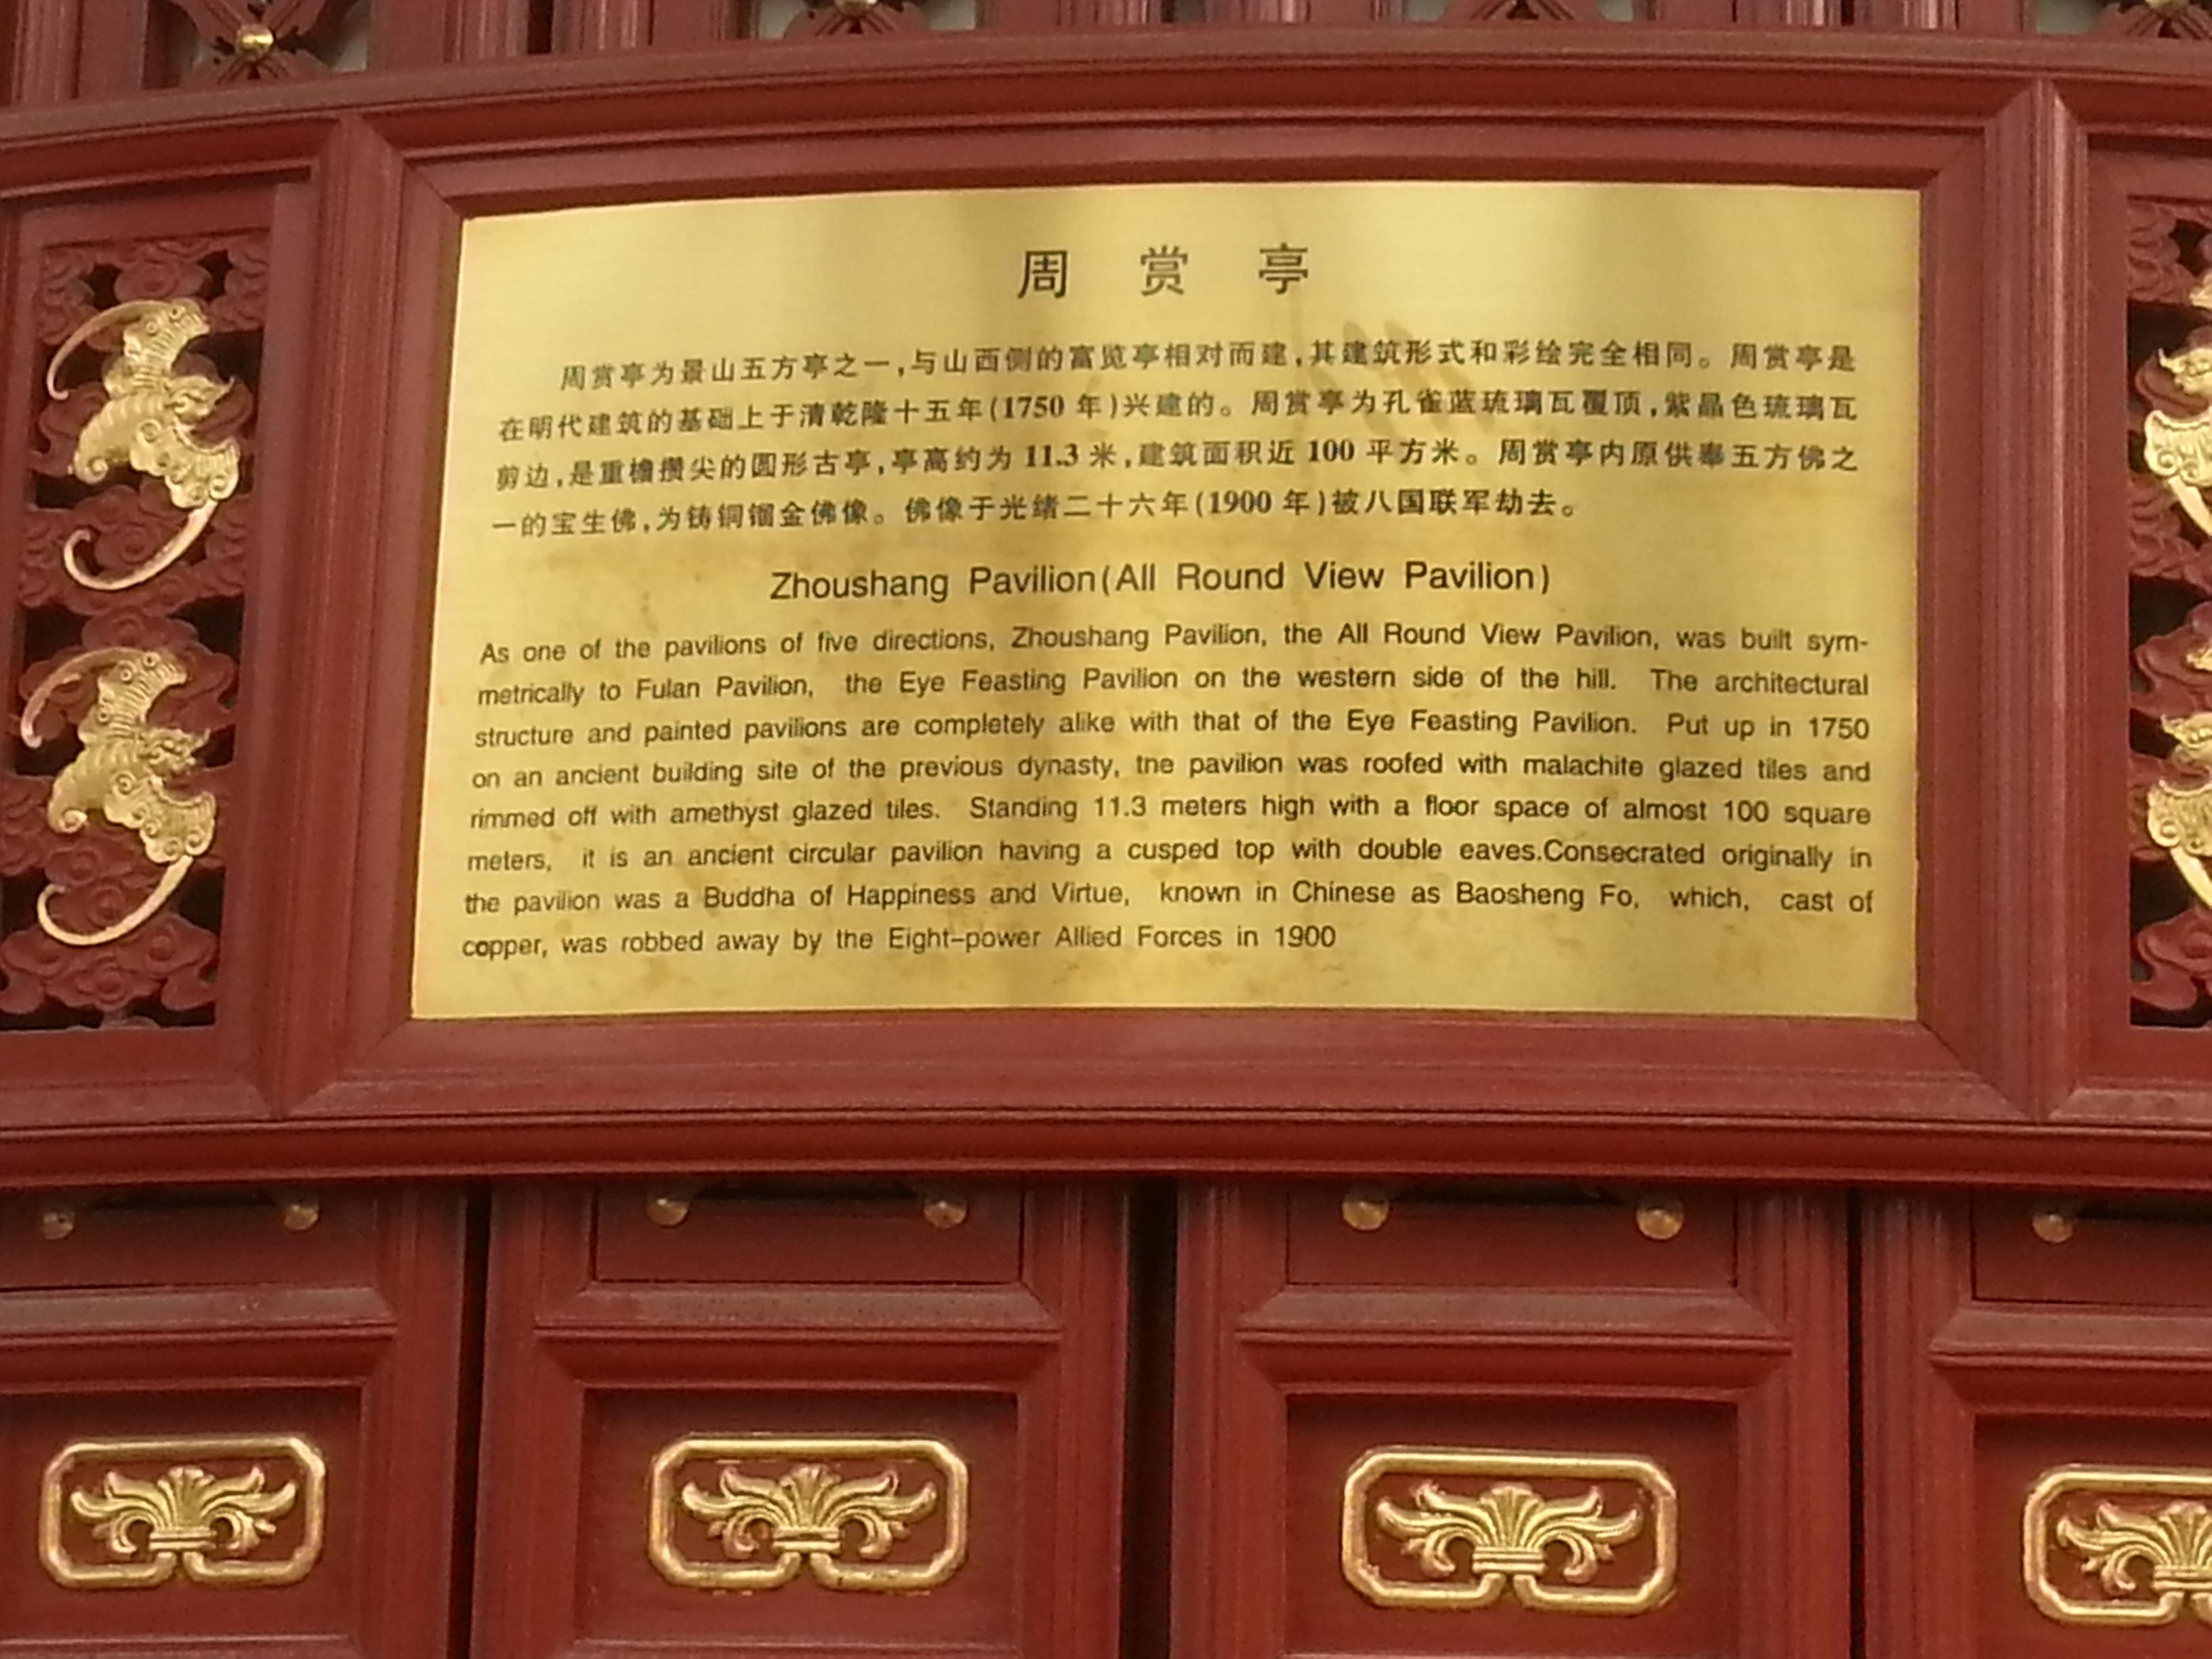 周赏亭
周赏亭为景山五方亭之一,与山西侧的富览亭相对而建,其建筑形式和彩绘完全相同。周赏亭是
在明代建筑的基础上于清乾隆十五年(1750 年)兴建的。周赏亭为孔雀蓝琉璃瓦覆顶,紫晶色琉璃瓦
剪边,是重檐攒尖的圆形古亭,亭高约为 11.3 米,建筑面积近 100 平方米。周赏亭内原供奉五方佛之
一的宝生佛,为铸铜镏金佛像。佛像于光绪二十六年(1900 年)被八国联军劫去。
Zhoushang Pavilion(All Round View Pavilion)
As one of the pavilions of five directions, Zhoushang Pavilion, the All Round View Pavilion, was built sym-
metrically to Fulan Pavilion, the Eye Feasting Pavilion on the western side of the hill. The architectural
structure and painted pavilions are completely alike with that of the Eye Feasting Pavilion. Put up in 1750
on an ancient building site of the previous dynasty, tne pavilion was roofed with malachite glazed tiles and
rimmed off with amethyst glazed tiles. Standing 11.3 meters high with a floor space of almost 100 square
meters, it is an ancient circular pavilion having a cusped top with double eaves.Consecrated originally in
the pavilion was a Buddha of Happiness and Virtue, known in Chinese as Baosheng Fo, which, cast of
copper, was robbed away by the Eight-power Allied Forces in 1900